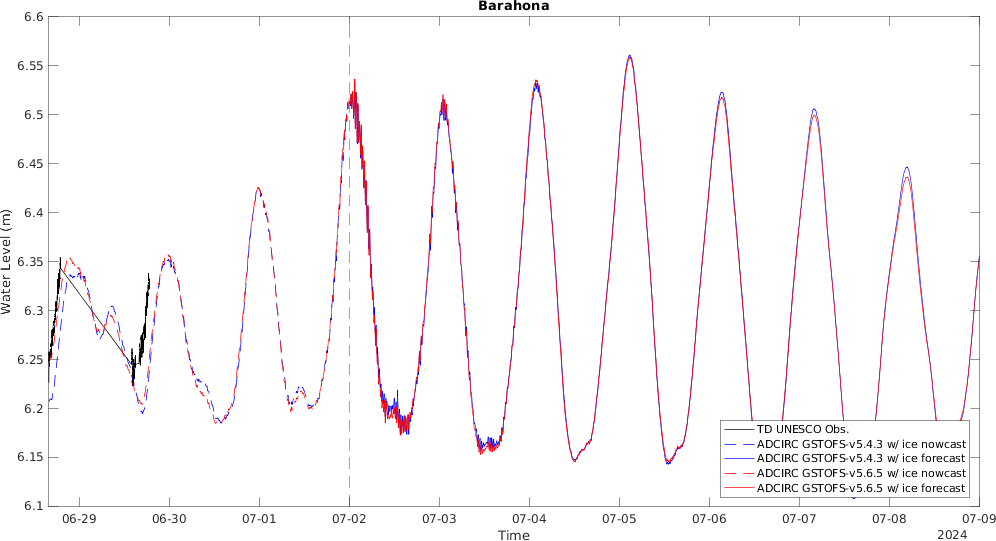 Barahona
6.6
6.55
6.5
6.45
6.4
6.35
6.3
6.25
6.2
6.15
6.1
Water Level (m)
TD UNESCO Obs.
ADCIRC GSTOFS-v5.4.3 w/ ice nowcast
ADCIRC GSTOFS-v5.4.3 w/ ice forecast
ADCIRC GSTOFS-v5.6.5 w/ ice nowcast
ADCIRC GSTOFS-v5.6.5 w/ ice forecast
06-29 06-30 07-01 07-02 07-03 07-04 07-05 07-06 07-07 07-08 07-09
Time
2024